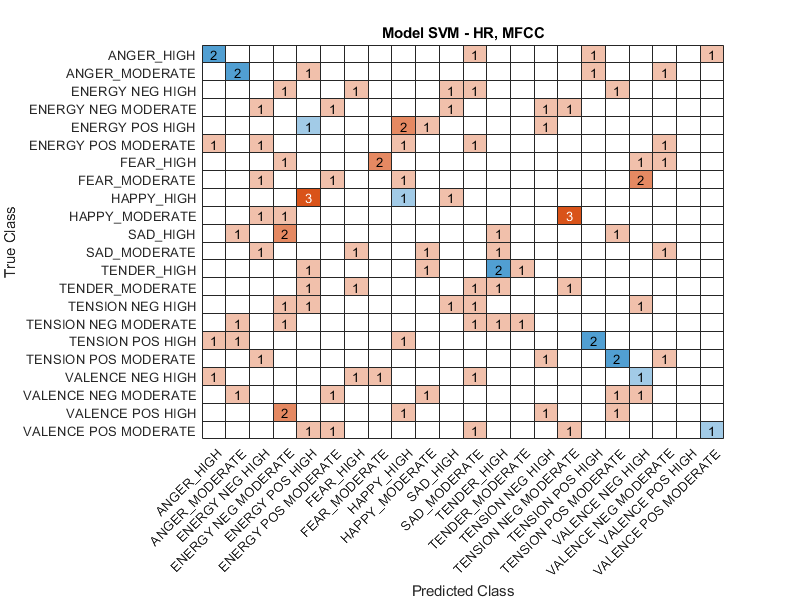 Model SVM - HR, MFCC
ANGER_HIGH 2 1 1 1
ANGER_MODERATE 2 1 1 1
ENERGY NEG HIGH 1 1 1 1 1
ENERGY NEG MODERATE 1 1 1 1 1
ENERGY POS HIGH 1 2 1 1
ENERGY POS MODERATE 1 1 1 1 1
FEAR_HIGH 1 2 1 1
FEAR_MODERATE 1 1 1 2
HAPPY_HIGH 3 1 1
HAPPY_MODERATE 1 1 3
SAD_HIGH 1 2 1 1
SAD_MODERATE 1 1 1 1 1
TENDER_HIGH 1 1 2 1
TENDER_MODERATE 1 1 1 1 1
TENSION NEG HIGH 1 1 1 1 1
TENSION NEG MODERATE 1 1 1 1 1
TENSION POS HIGH 1 1 1 2
TENSION POS MODERATE 1 1 2 1
VALENCE NEG HIGH 1 1 1 1 1
VALENCE NEG MODERATE 1 1 1 1 1
VALENCE POS HIGH 2 1 1 1
VALENCE POS MODERATE 1 1 1 1 1
True Class
ANGER_HIGH
ANGER_MODERATE
ENERGY NEG HIGH
ENERGY NEG MODERATE
ENERGY POS HIGH
ENERGY POS MODERATE
FEAR_HIGH
FEAR_MODERATE
HAPPY_HIGH
HAPPY_MODERATE
SAD_HIGH
SAD_MODERATE
TENDER_HIGH
TENDER_MODERATE
TENSION NEG HIGH
TENSION NEG MODERATE
TENSION POS HIGH
TENSION POS MODERATE
VALENCE NEG HIGH
VALENCE NEG MODERATE
VALENCE POS HIGH
VALENCE POS MODERATE
Predicted Class